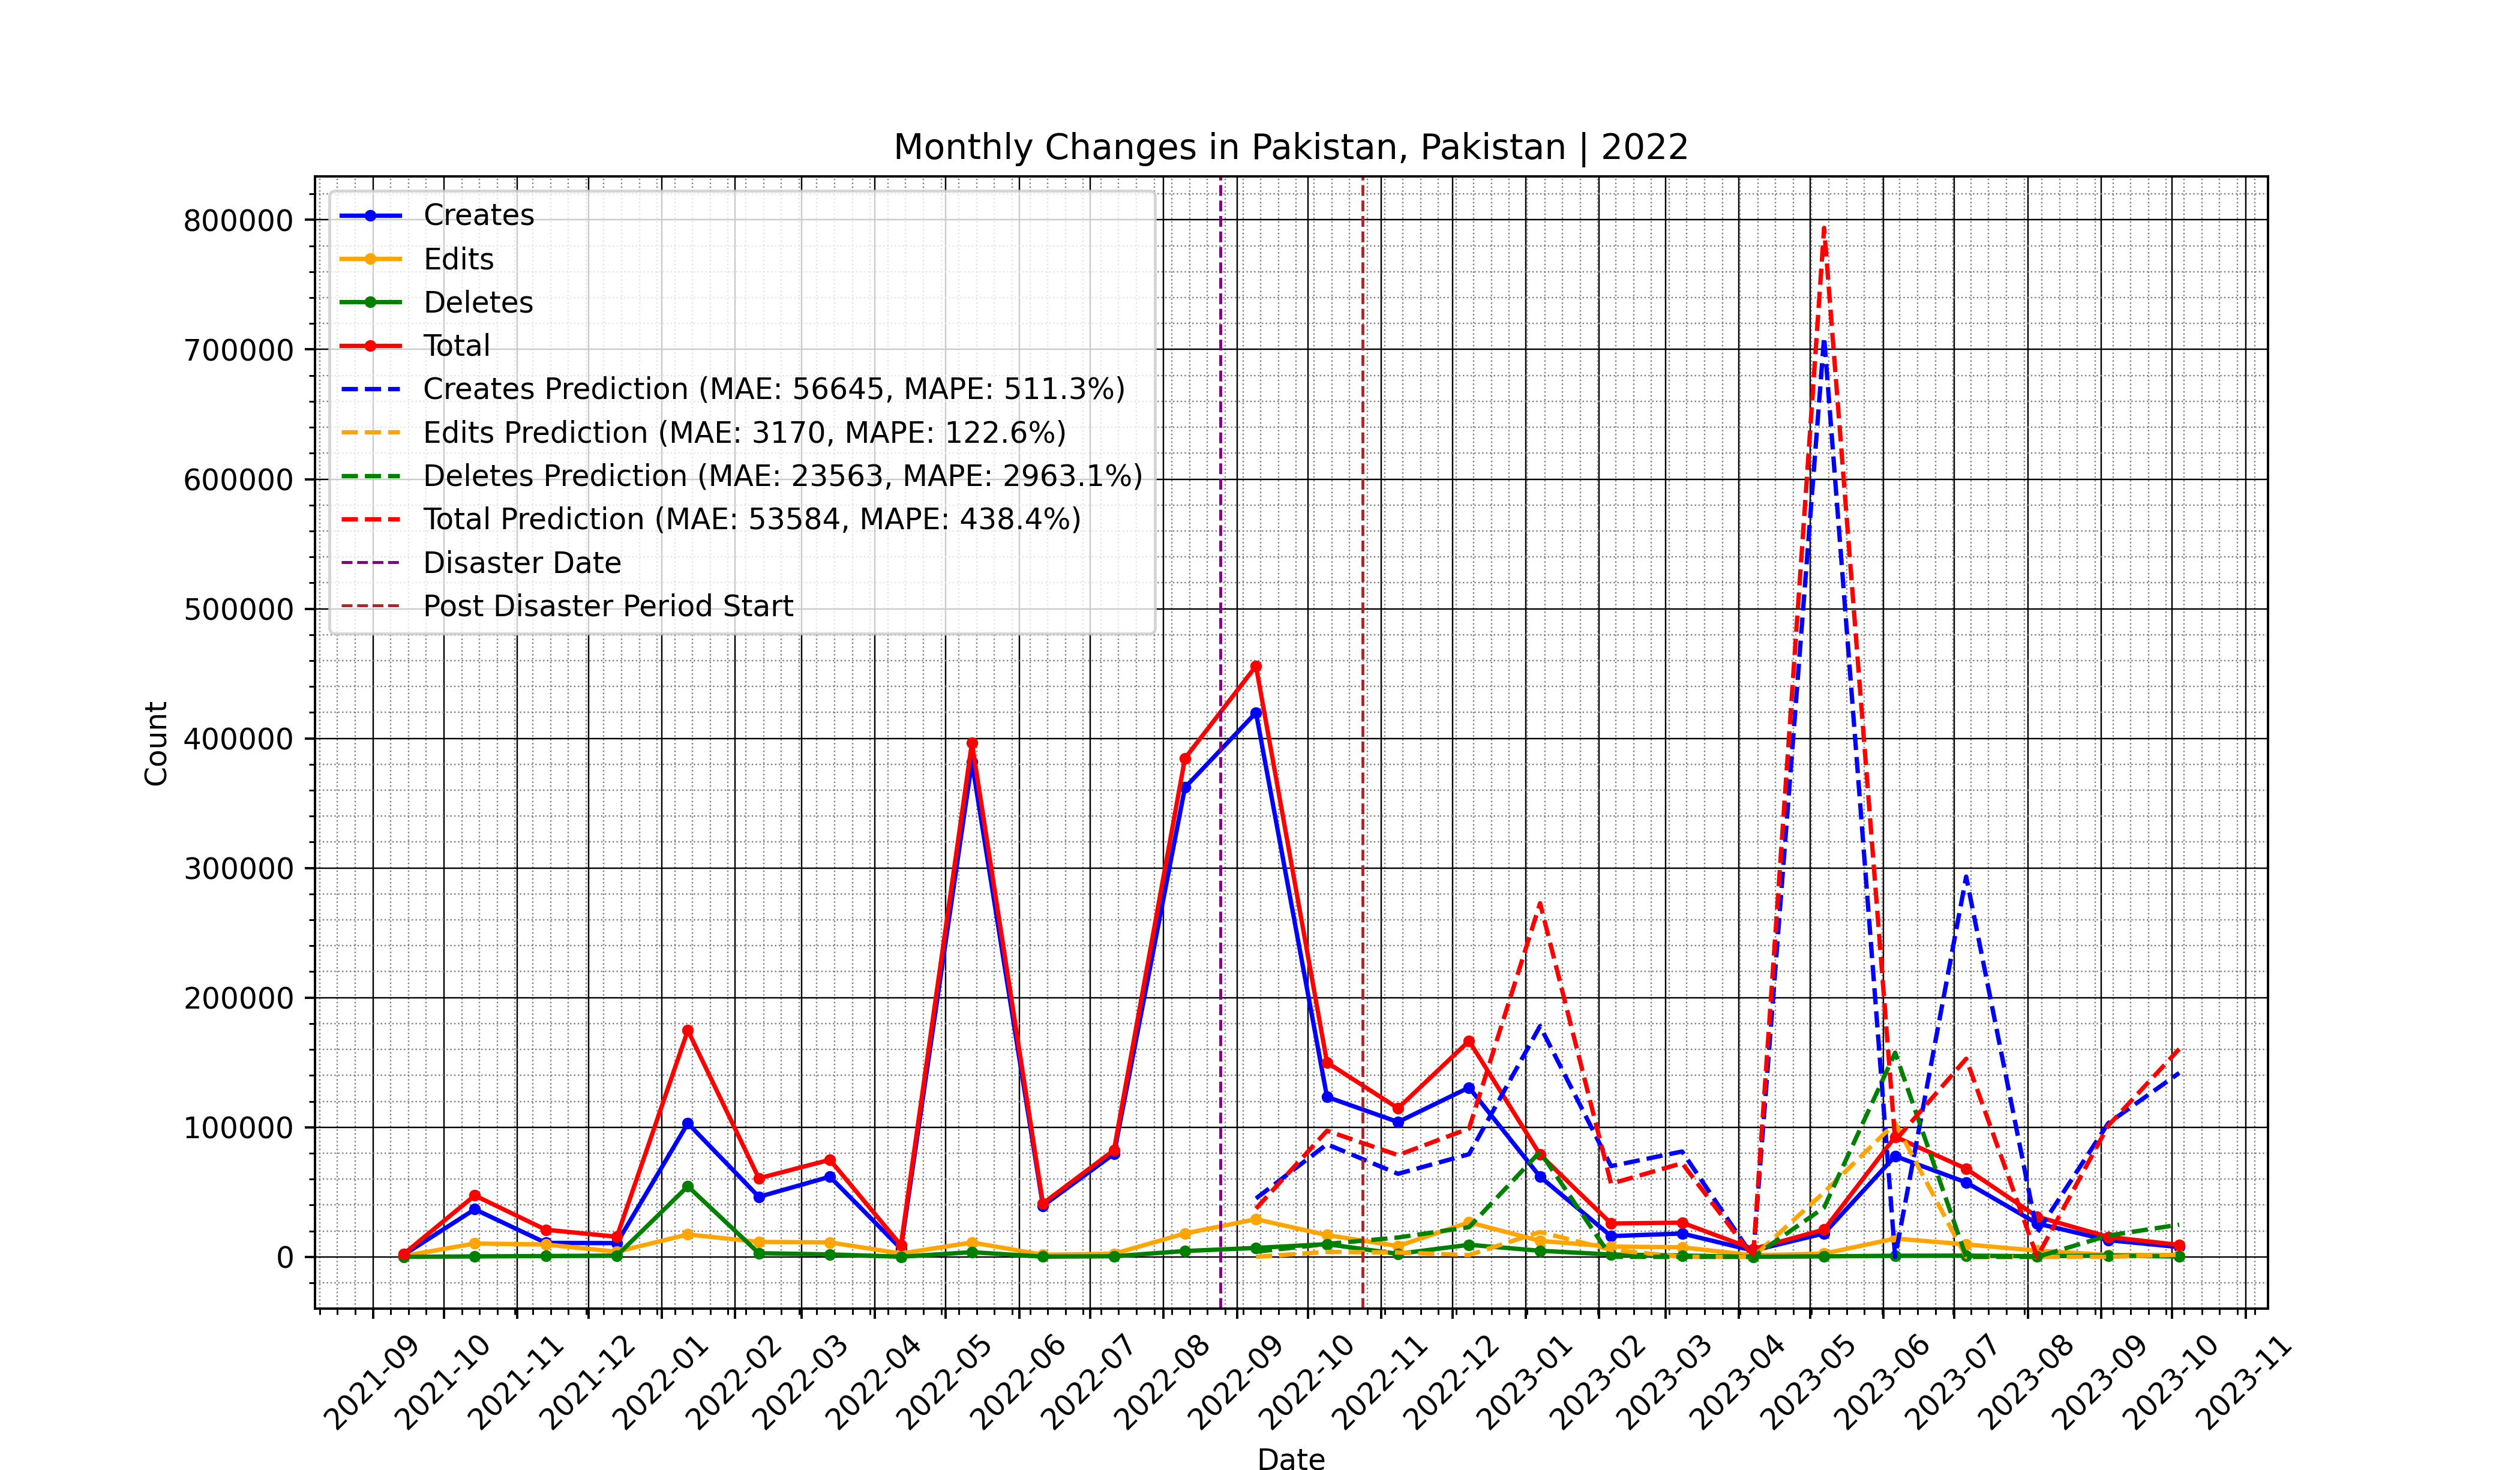 Monthly Changes in Pakistan, Pakistan | 2022
Creates
Edits
Deletes
Total
Creates Prediction (MAE: 56645, MAPE: 511.3%)
Edits Prediction (MAE: 3170, MAPE: 122.6%)
Deletes Prediction (MAE: 23563, MAPE: 2963.1%)
Total Prediction (MAE: 53584, MAPE: 438.4%)
Disaster Date
Post Disaster Period Start
Count
800000
700000
600000
500000
400000
300000
200000
100000
0
2021-09
2021-10
2021-11
2021-12
2022-01
2022-02
2022-03
2022-04
2022-05
2022-06
2022-07
2022-08
2022-09
2022-10
2022-11
2022-12
2023-01
2023-02
2023-03
2023-04
2023-05
2023-06
2023-07
2023-08
2023-09
2023-10
2023-11
Date